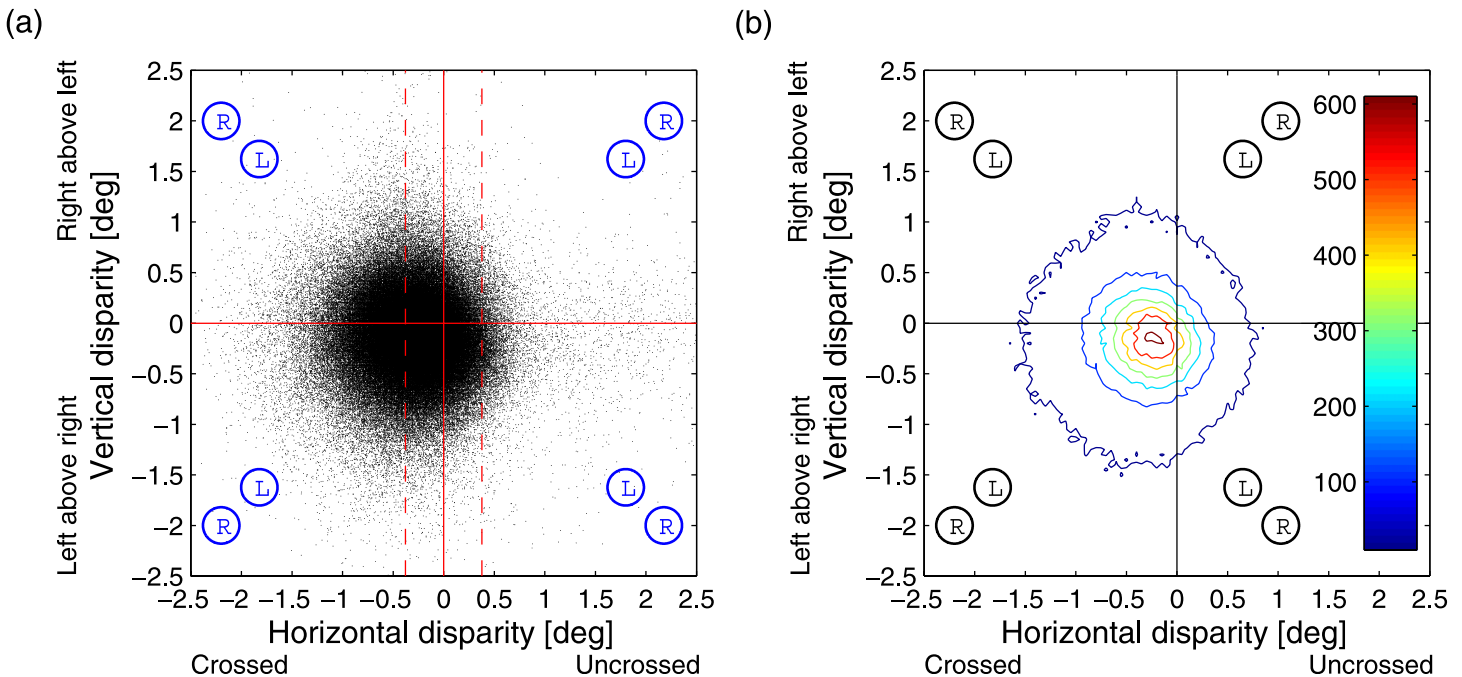 (a)
Right above left
Left above right
Vertical disparity [deg]
2.5
2
1.5
1
0.5
0
−0.5
−1
−1.5
−2
−2.5
R
L
R
L
L
R
L
R
−2.5 −2 −1.5 −1 −0.5 0 0.5 1 1.5 2 2.5
Horizontal disparity [deg]
Crossed Uncrossed
(b)
Right above left
Left above right
Vertical disparity [deg]
2.5
2
1.5
1
0.5
0
−0.5
−1
−1.5
−2
−2.5
R
L
R
L
L
R
L
R
600
500
400
300
200
100
−2.5 −2 −1.5 −1 −0.5 0 0.5 1 1.5 2 2.5
Horizontal disparity [deg]
Crossed Uncrossed